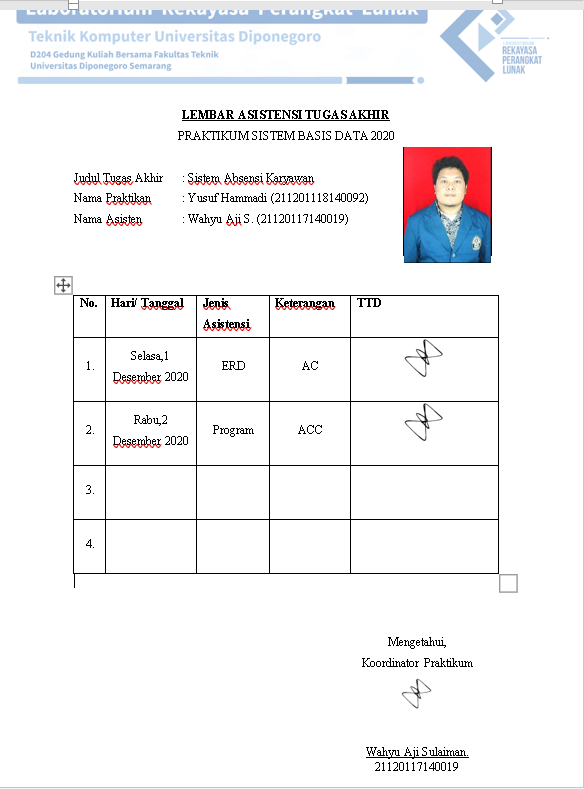 Laboratorium Rekayasa Perangkat Lunak
Teknik Komputer Universitas Diponegoro
D204 Gedung Kuliah Bersama Fakultas Teknik
Universitas Diponegoro Semarang
REKAYASA
PERANGKAT
LUNAK
LEMBAR ASISTENSI TUGAS AKHIR
PRAKTIKUM SISTEM BASIS DATA 2020
Judul Tugas Akhir : Sistem Absensi Karyawan
Nama Praktikan : Yusuf Hammadi (211201118140092)
Nama Asisten : Wahyu Aji S. (21120117140019)
No. Hari/ Tanggal Jenis Asistensi Keterangan TTD
1. Selasa,1 Desember 2020 ERD AC
2. Rabu,2 Desember 2020 Program ACC
3.
4.
Mengetahui,
Koordinator Praktikum
Wahyu Aji Sulaiman.
21120117140019